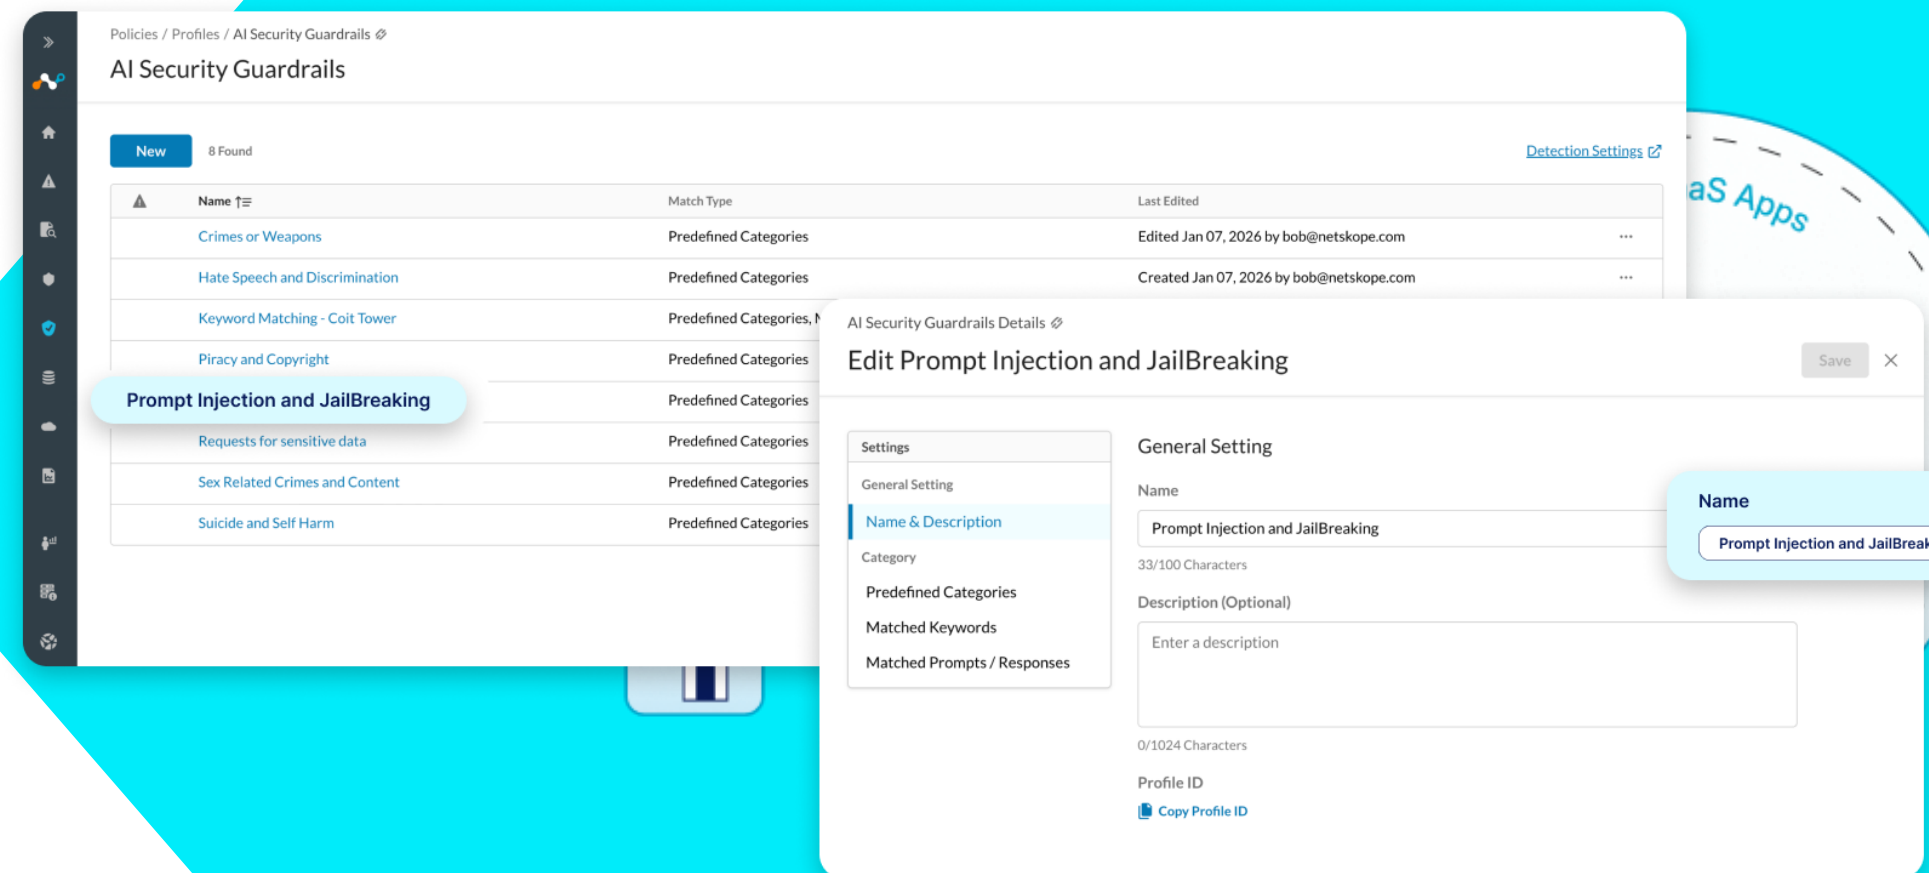 Policies / Profiles / AI Security Guardrails
AI Security Guardrails
New
8 Found
Detection Settings
Name
Match Type
Last Edited
Crimes or Weapons
Predefined Categories
Edited Jan 07, 2026 by bob@netskope.com
Hate Speech and Discrimination
Predefined Categories
Created Jan 07, 2026 by bob@netskope.com
Keyword Matching - Coit Tower
Predefined Categories,
Piracy and Copyright
Predefined Categories
Prompt Injection and JailBreaking
Predefined Categories
Requests for sensitive data
Predefined Categories
Sex Related Crimes and Content
Predefined Categories
Suicide and Self Harm
Predefined Categories
aS Apps
AI Security Guardrails Details
Edit Prompt Injection and JailBreaking
Save
Settings
General Setting
Name & Description
Category
Predefined Categories
Matched Keywords
Matched Prompts / Responses
General Setting
Name
Prompt Injection and JailBreaking
33/100 Characters
Description (Optional)
Enter a description
0/1024 Characters
Profile ID
Copy Profile ID
Name
Prompt Injection and JailBreak